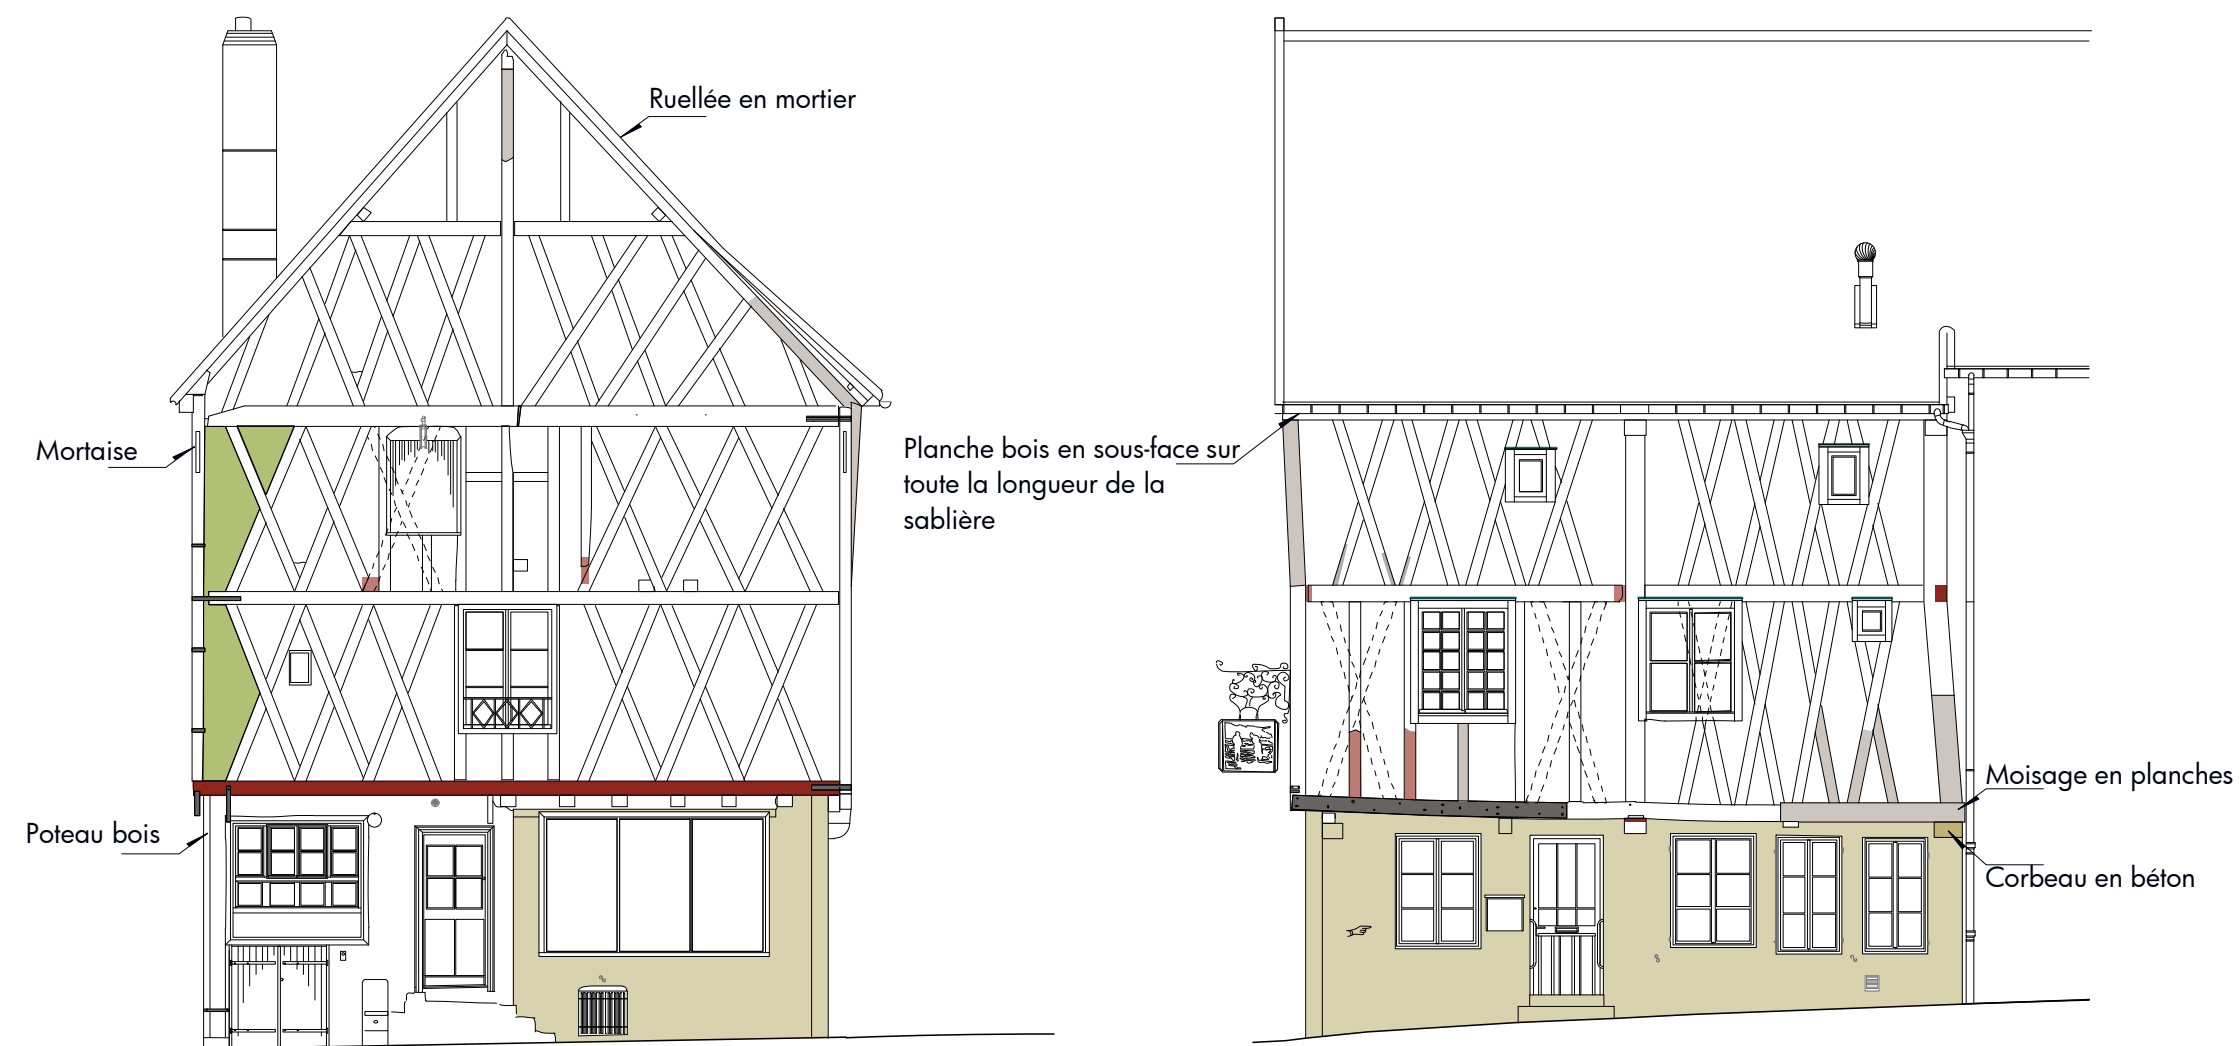 Ruellée en mortier
Mortaise
Poteau bois
Planche bois en sous-face sur
toute la longueur de la
sablière
Moisage en planches
Corbeau en béton